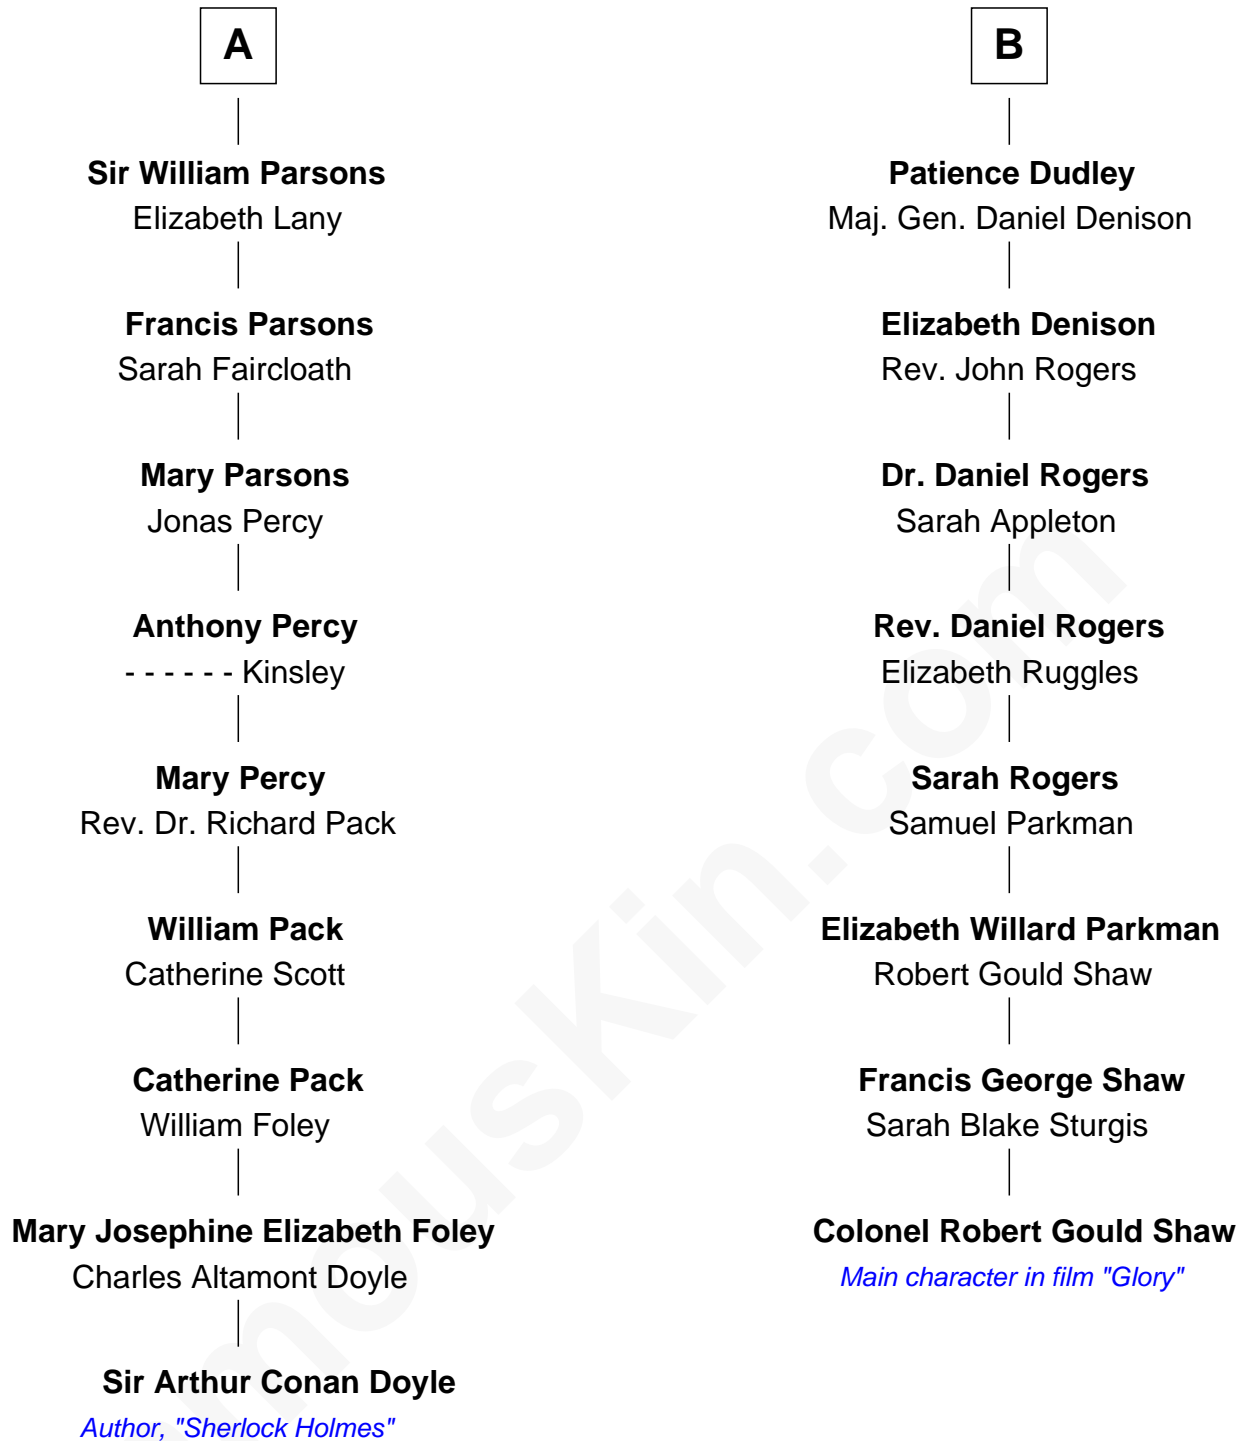 A
Sir William Parsons
Elizabeth Lany
Francis Parsons
Sarah Faircloath
Mary Parsons
Jonas Percy
Anthony Percy
- - - - - - Kinsley
Mary Percy
Rev. Dr. Richard Pack
William Pack
Catherine Scott
Catherine Pack
William Foley
Mary Josephine Elizabeth Foley
Charles Altamont Doyle
Sir Arthur Conan Doyle
Author, "Sherlock Holmes"
B
Patience Dudley
Maj. Gen. Daniel Denison
Elizabeth Denison
Rev. John Rogers
Dr. Daniel Rogers
Sarah Appleton
Rev. Daniel Rogers
Elizabeth Ruggles
Sarah Rogers
Samuel Parkman
Elizabeth Willard Parkman
Robert Gould Shaw
Francis George Shaw
Sarah Blake Sturgis
Colonel Robert Gould Shaw
Main character in film "Glory"
mousKin.com